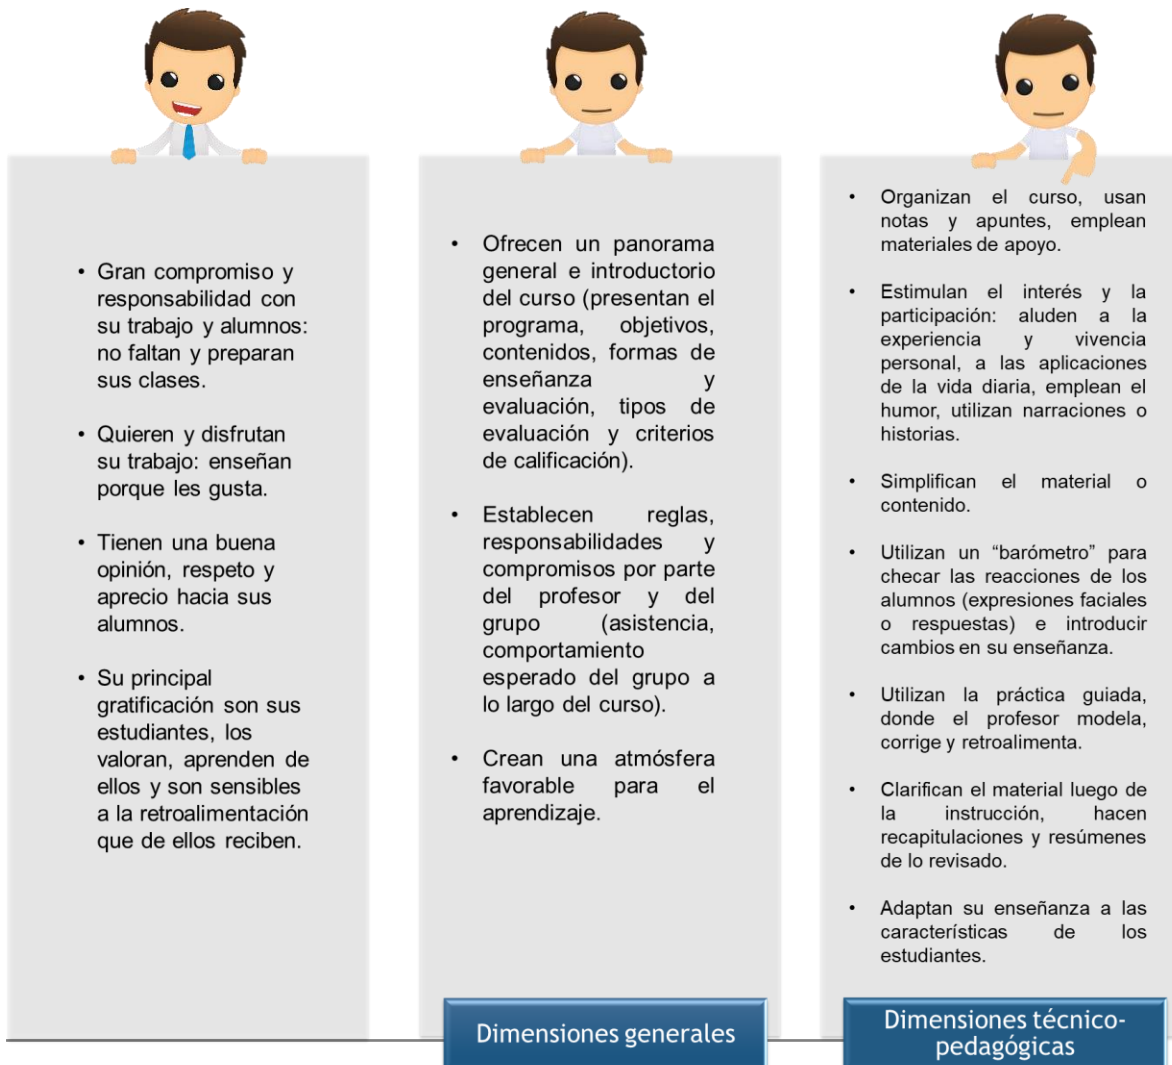 • Gran compromiso y
responsabilidad con
su trabajo y alumnos:
no faltan y preparan
sus clases.
• Quieren y disfrutan
su trabajo: enseñan
porque les gusta.
• Tienen una buena
opinión, respeto y
aprecio hacia sus
alumnos.
• Su principal
gratificación son sus
estudiantes, los
valoran, aprenden de
ellos y son sensibles
a la retroalimentación
que de ellos reciben.
• Ofrecen un panorama
general e introductorio
del curso (presentan el
programa, objetivos,
contenidos, formas de
enseñanza y
evaluación, tipos de
evaluación y criterios
de calificación).
• Establecen reglas,
responsabilidades y
compromisos por parte
del profesor y del
grupo (asistencia,
comportamiento
esperado del grupo a
lo largo del curso).
• Crean una atmósfera
favorable para el
aprendizaje.
Dimensiones generales
• Organizan el curso, usan
notas y apuntes, emplean
materiales de apoyo.
• Estimulan el interés y la
participación: aluden a la
experiencia y vivencia
personal, a las aplicaciones
de la vida diaria, emplean el
humor, utilizan narraciones o
historias.
• Simplifican el material o
contenido.
• Utilizan un “barómetro” para
checar las reacciones de los
alumnos (expresiones faciales
o respuestas) e introducir
cambios en su enseñanza.
• Utilizan la práctica guiada,
donde el profesor modela,
corrige y retroalimenta.
• Clarifican el material luego de
la instrucción, hacen
recapitulaciones y resúmenes
de lo revisado.
• Adaptan su enseñanza a las
características de los
estudiantes.
Dimensiones técnico-
pedagógicas